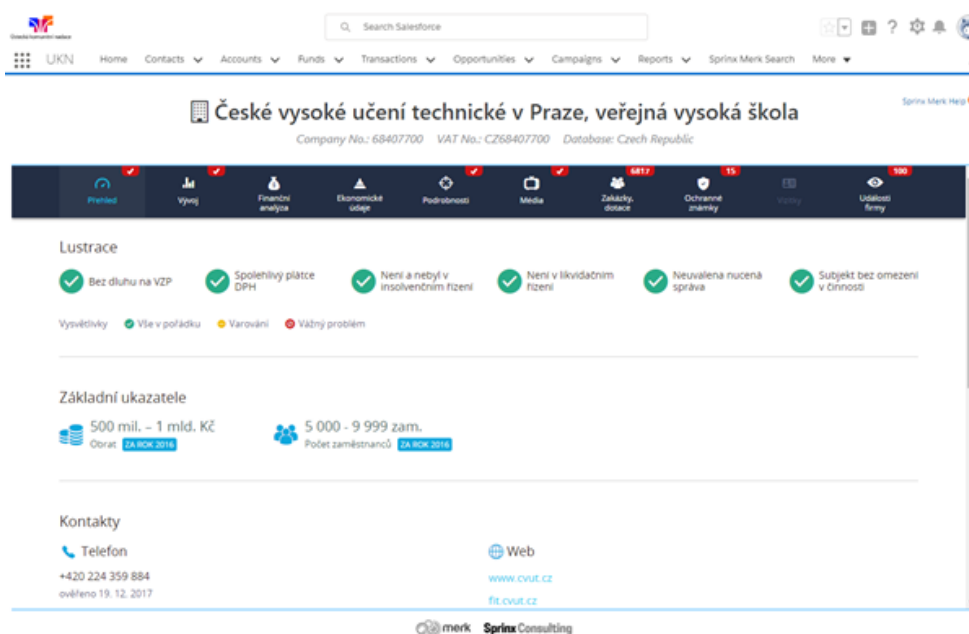 Search Salesforce
UKN Home Contacts Accounts Funds Transactions Opportunities Campaigns Reports Sprinx Merk Search More
Sprinx Merk Help
České vysoké učení technické v Praze, veřejná vysoká škola
Company No.: 68407700 VAT No.: CZ68407700 Database: Czech Republic
6817 15 100
Přehled Vývoj Finanční analýza Ekonomické údaje Podrobnosti Media Zakázky, dotace Ochranné známky Vizitky Události firmy
Lustrace
Bez dluhu na VZP
Spolehlivý plátce
DPH
Není a nebyl v
insolvenčním řízení
Není v likvidačním
řízení
Neuvalena nucená
správa
Subjekt bez omezení
v činnosti
Vysvětlivky Vše v pořádku Varování Vážný problém
Základní ukazatele
500 mil. – 1 mld. Kč
Obrat ZA ROK 2016
5 000 - 9 999 zam.
Počet zaměstnanců ZA ROK 2016
Kontakty
Telefon
+420 224 359 884
ověřeno 19. 12. 2017
Web
www.cvut.cz
fit.cvut.cz
merk Sprinx Consulting